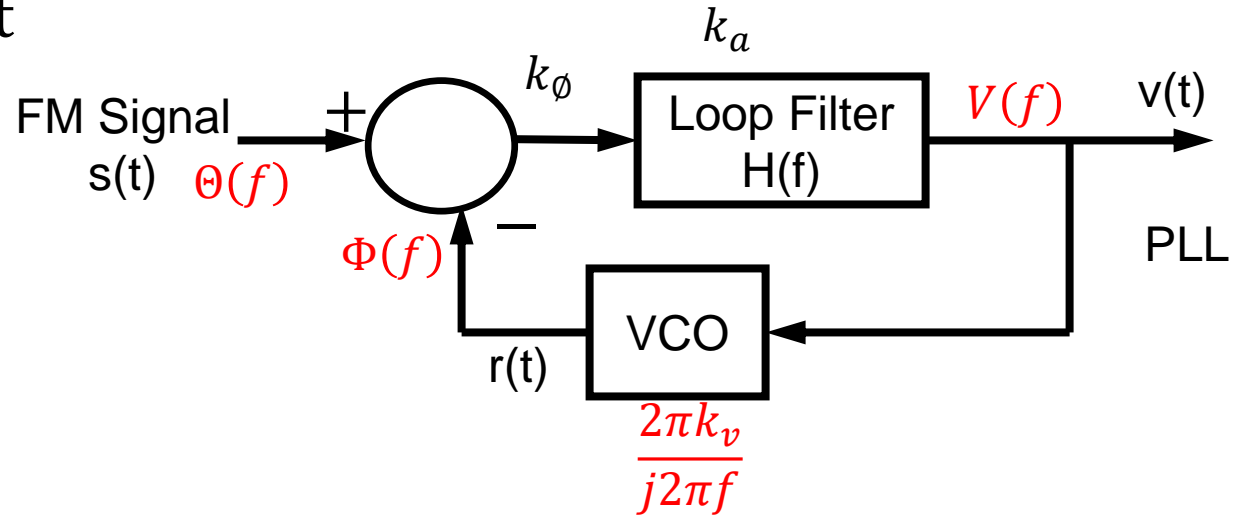 t
k_a
k_∅
FM Signal
s(t)
Θ(f)
+
Loop Filter
H(f)
V(f)
v(t)
−
Φ(f)
PLL
VCO
r(t)
2πk_v
j2πf